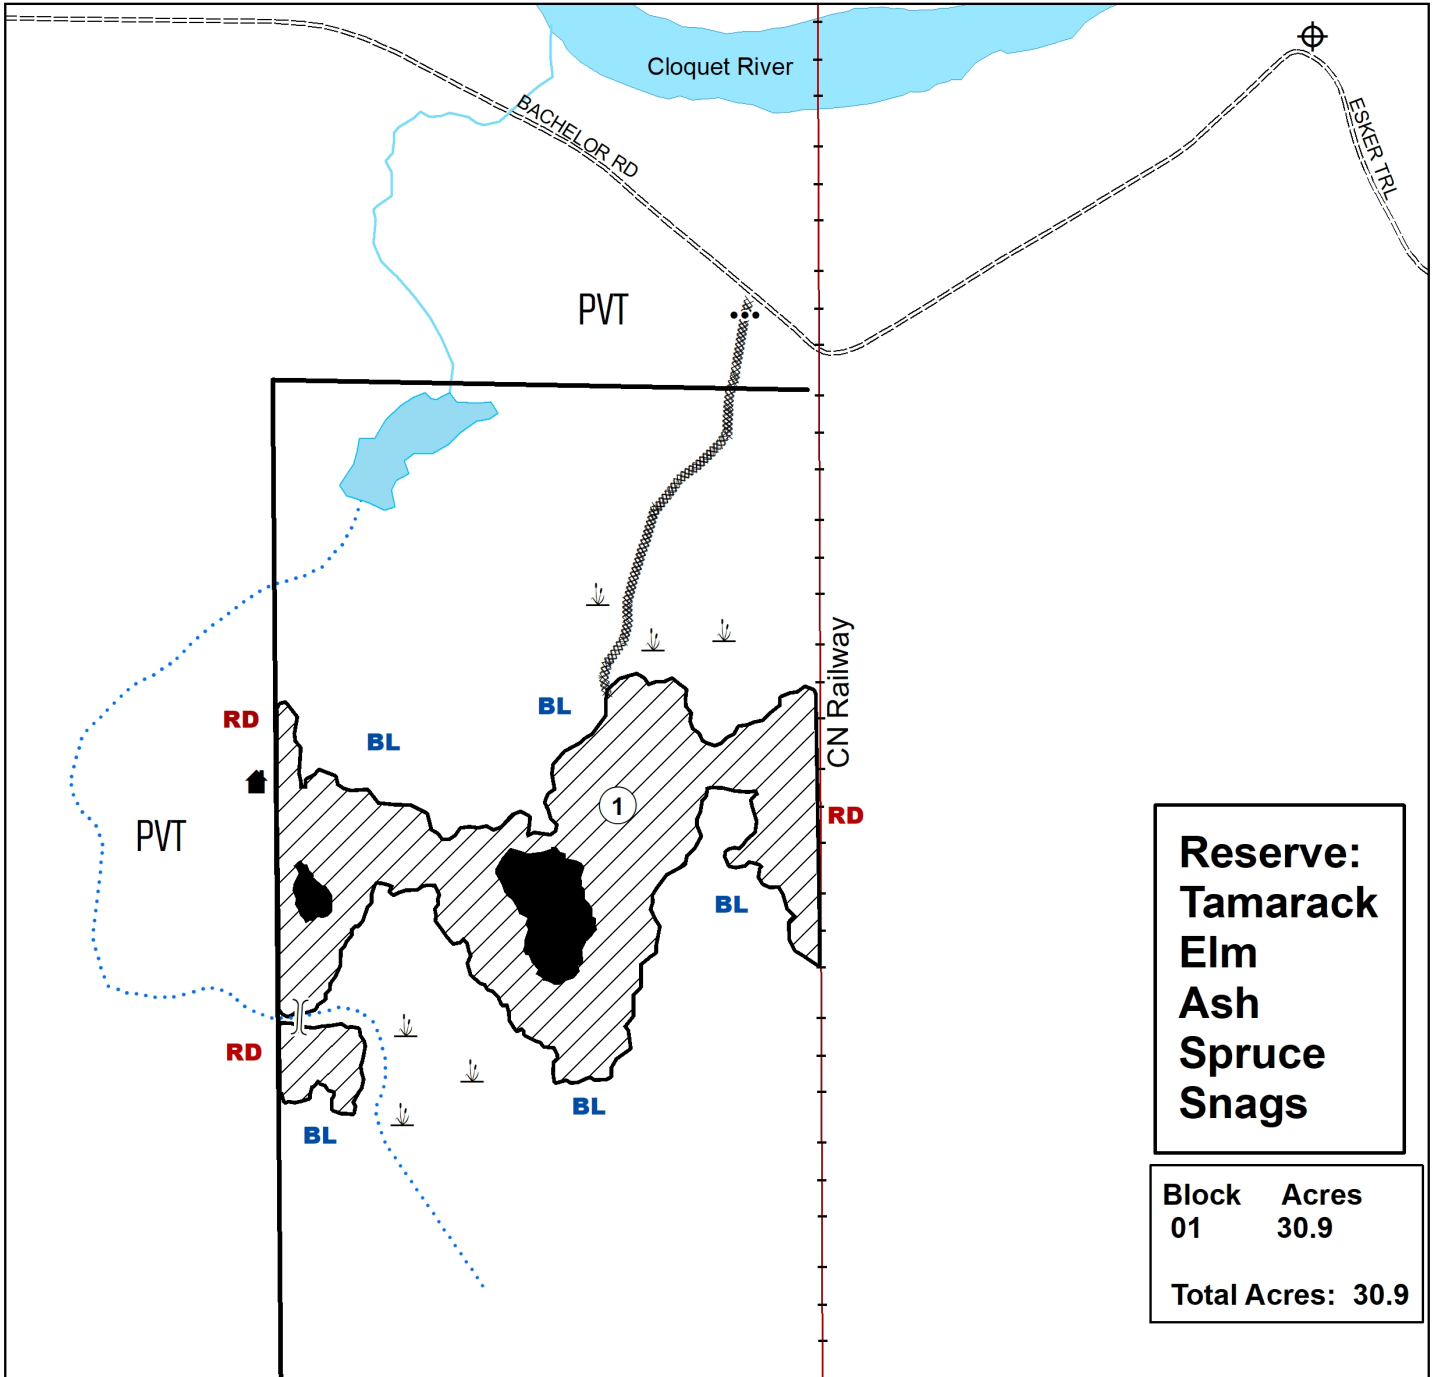 Cloquet River
BACHELOR RD
ESKER TRL
PVT
CN Railway
BL
RD
BL
1
RD
PVT
BL
RD
BL
BL
Reserve:
Tamarack
Elm
Ash
Spruce
Snags
Block Acres
01 30.9
Total Acres: 30.9